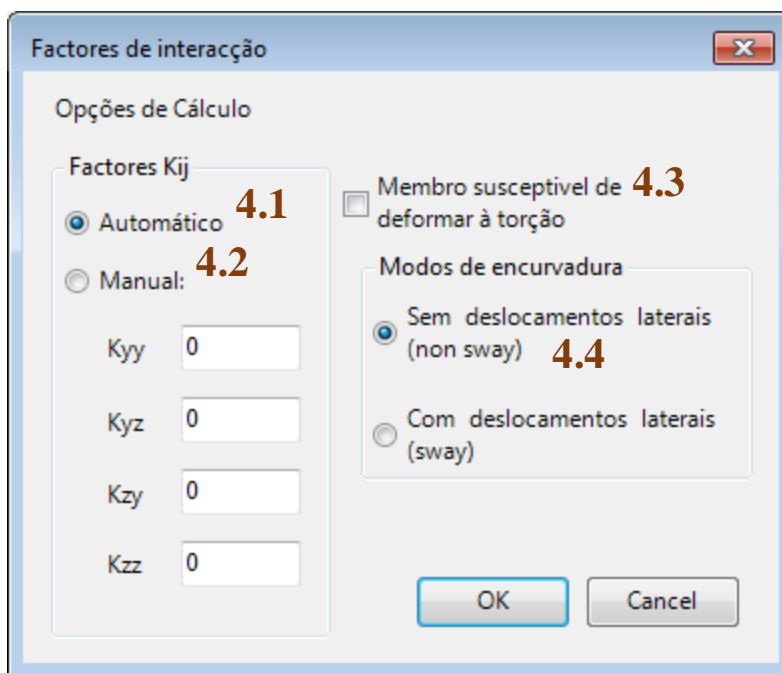 Factores de interacção
Opções de Cálculo
Factores Kij
Automático 4.1
Manual: 4.2
Kyy 0
Kyz 0
Kzy 0
Kzz 0
Membro susceptivel de 4.3
deformar à torção
Modos de encurvadura
Sem deslocamentos laterais
(non sway) 4.4
Com deslocamentos laterais
(sway)
OK Cancel